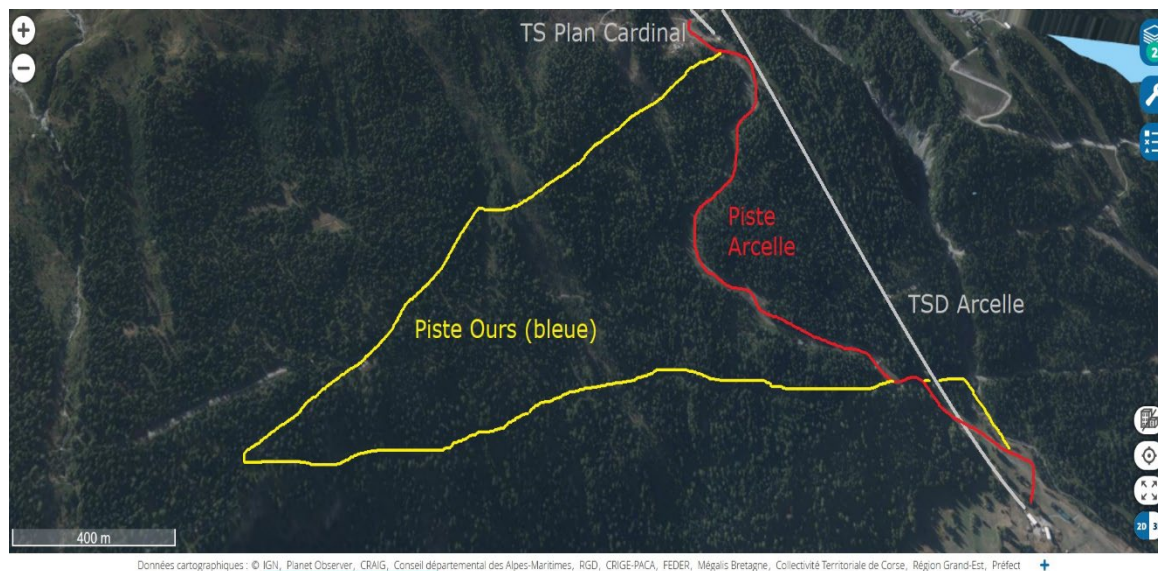 TS Plan Cardinal
Piste
Arcelle
TSD Arcelle
Piste Ours (bleue)
400 m
2D 3
Données cartographiques : © IGN, Planet Observer, CRAIG, Conseil départemental des Alpes-Maritimes, RGD, CRIGE-PACA, FEDER, Mégalis Bretagne, Collectivité Territoriale de Corse, Région Grand-Est, Préfect